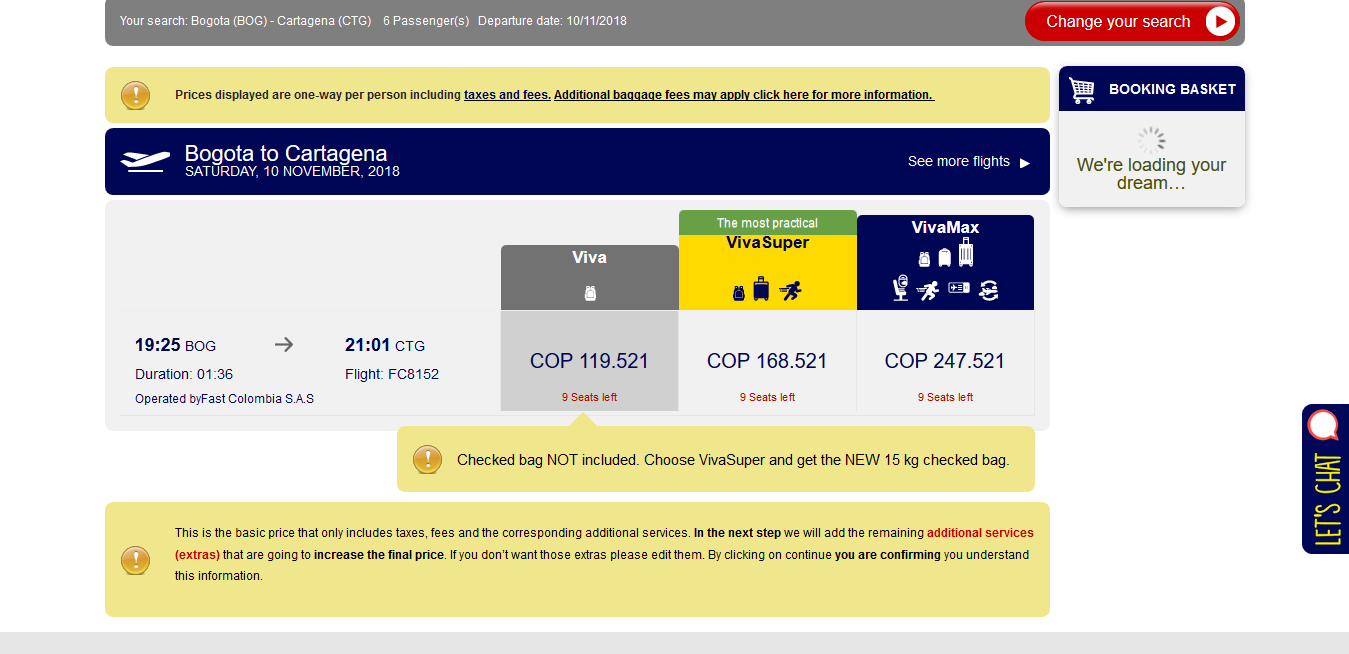 Your search: Bogota (BOG) - Cartagena (CTG) 6 Passenger(s) Departure date: 10/11/2018
Change your search
Prices displayed are one-way per person including taxes and fees. Additional baggage fees may apply click here for more information.
BOOKING BASKET
We're loading your
dream…
Bogota to Cartagena
SATURDAY, 10 NOVEMBER, 2018
See more flights
Viva
The most practical
VivaSuper
VivaMax
19:25 BOG
21:01 CTG
Duration: 01:36
Flight: FC8152
Operated byFast Colombia S.A.S
COP 119.521
9 Seats left
COP 168.521
9 Seats left
COP 247.521
9 Seats left
Checked bag NOT included. Choose VivaSuper and get the NEW 15 kg checked bag.
This is the basic price that only includes taxes, fees and the corresponding additional services. In the next step we will add the remaining additional services
(extras) that are going to increase the final price. If you don't want those extras please edit them. By clicking on continue you are confirming you understand
this information.
LET'S CHAT